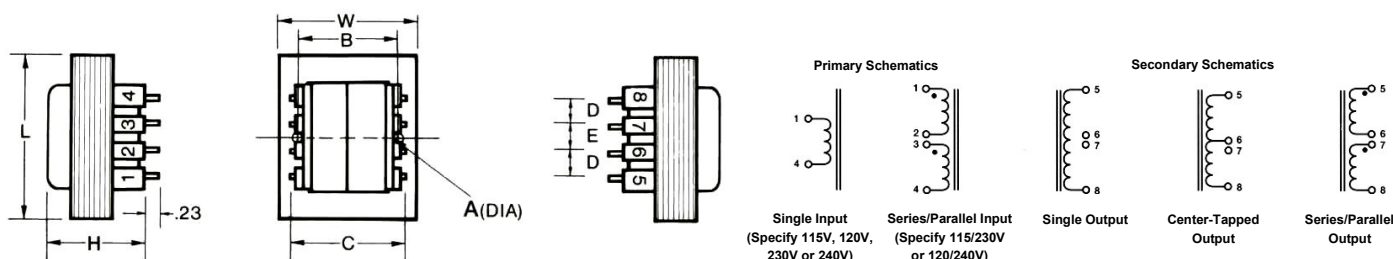 L
4
3
2
1
H
.23
W
B
C
A(DIA)
8
7
6
5
D
E
D
Primary Schematics
1
4
Single Input
(Specify 115V, 120V,
230V or 240V)
1
2
3
4
Series/Parallel Input
(Specify 115/230V
or 120/240V)
Secondary Schematics
5
6
7
8
Single Output
5
6
7
8
Center-Tapped
Output
5
6
7
8
Series/Parallel
Output